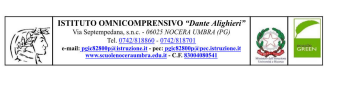 ISTITUTO OMNICOMPRENSIVO "Dante Alighieri"
Via Septempedana, s.n.c. - 06025 NOCERA UMBRA (PG)
Tel. 0742/818860 - 0742/818701
e-mail: pgic82800p@istruzione.it - pec: pgic82800p@pec.istruzione.it
www.scuolenoceraumbra.edu.it - C.F. 83004080541
GREEN